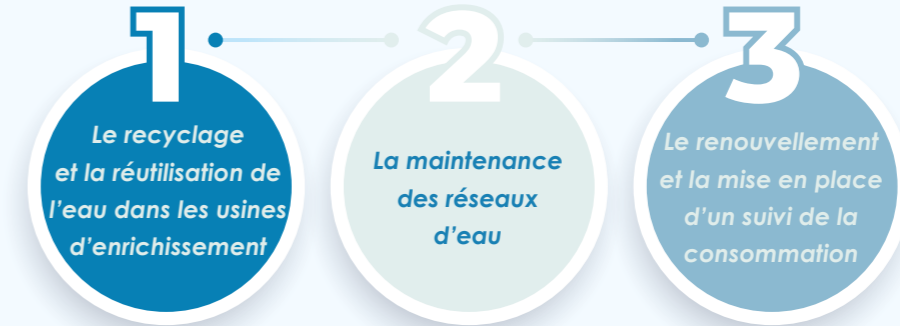 1
Le recyclage
et la réutilisation de
l'eau dans les usines
d'enrichissement
2
La maintenance
des réseaux
d'eau
3
Le renouvellement
et la mise en place
d'un suivi de la
consommation